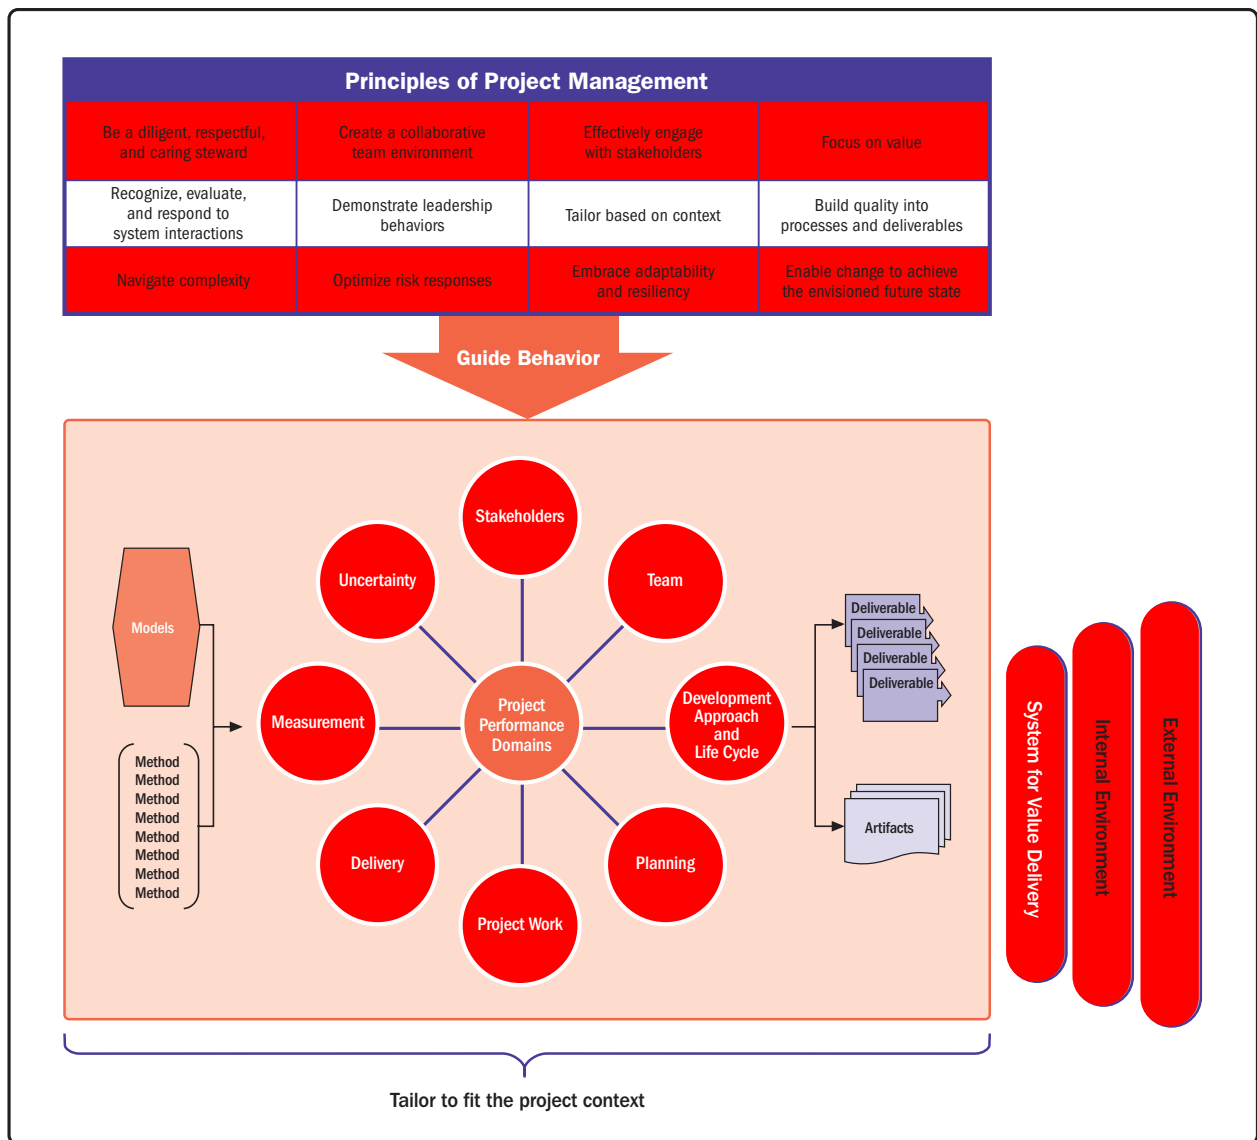 Principles of Project Management
Be a diligent, respectful,
and caring steward
Create a collaborative
team environment
Effectively engage
with stakeholders
Focus on value
Recognize, evaluate,
and respond to
system interactions
Demonstrate leadership
behaviors
Tailor based on context
Build quality into
processes and deliverables
Navigate complexity
Optimize risk responses
Embrace adaptability
and resiliency
Enable change to achieve
the envisioned future state
Guide Behavior
Stakeholders
Uncertainty
Team
Models
Measurement
Project
Performance
Domains
Development
Approach
and
Life Cycle
Deliverable
Deliverable
Deliverable
Deliverable
Method
Method
Method
Method
Method
Method
Method
Method
Delivery
Project Work
Planning
Artifacts
System for Value Delivery
Internal Environment
External Environment
Tailor to fit the project context